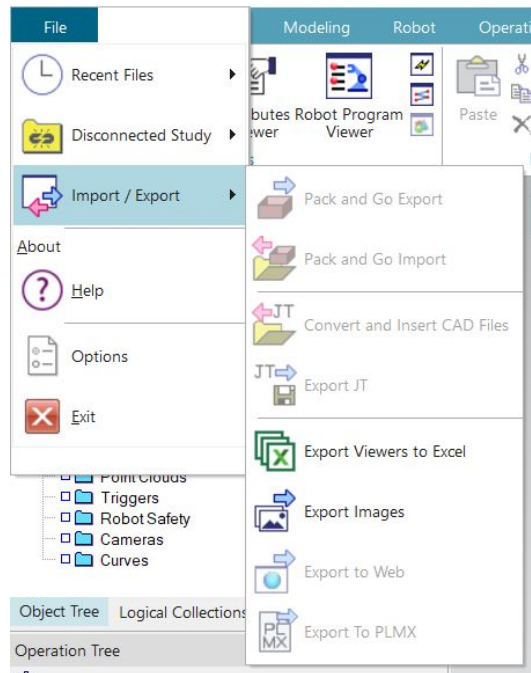 File
Modeling
Robot
Operati
Recent Files
Disconnected Study
Import / Export
About
Help
Options
Exit
butes
Robot Program
Viewer
ewer
Paste
Pack and Go Export
Pack and Go Import
JT
Convert and Insert CAD Files
JT
Export JT
Export Viewers to Excel
Export Images
Export to Web
PLMX
Export To PLMX
Point Clouds
Triggers
Robot Safety
Cameras
Curves
Object Tree
Logical Collections
Operation Tree